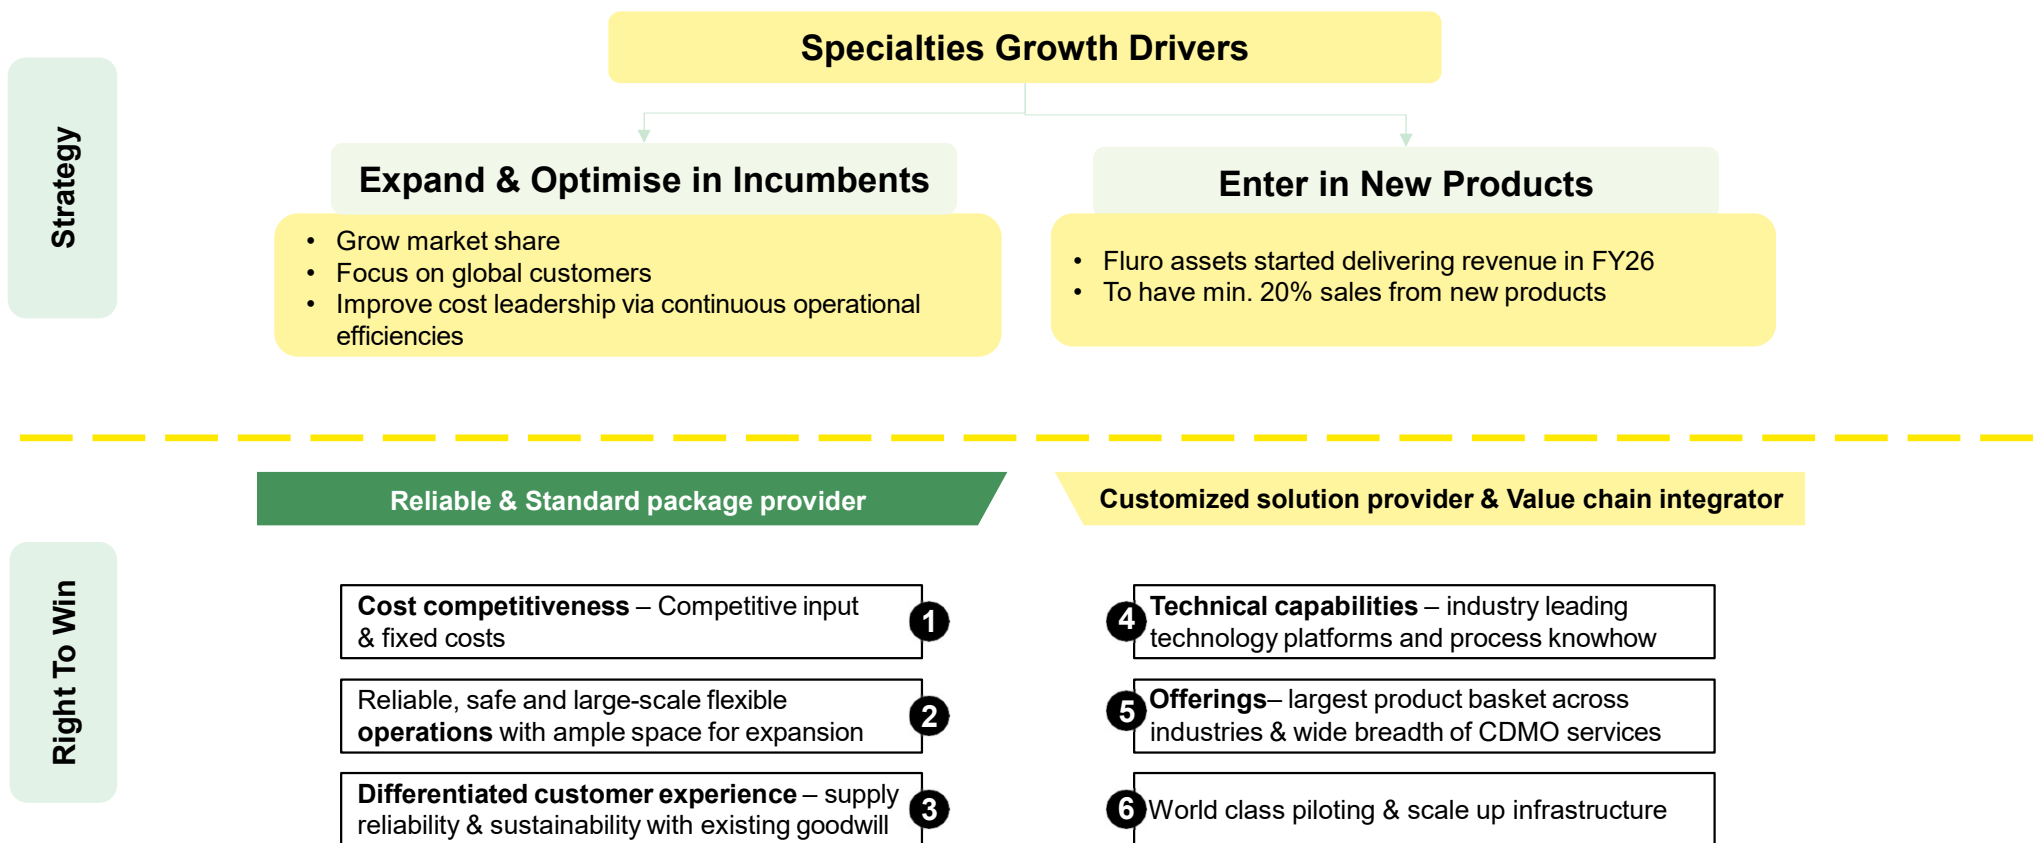 Specialties Growth Drivers
Strategy
Expand & Optimise in Incumbents
• Grow market share
• Focus on global customers
• Improve cost leadership via continuous operational
efficiencies
Enter in New Products
• Fluro assets started delivering revenue in FY26
• To have min. 20% sales from new products
Right To Win
Reliable & Standard package provider
Cost competitiveness – Competitive input
& fixed costs
1
Reliable, safe and large-scale flexible
operations with ample space for expansion
2
Differentiated customer experience – supply
reliability & sustainability with existing goodwill
3
Customized solution provider & Value chain integrator
4
Technical capabilities – industry leading
technology platforms and process knowhow
5
Offerings– largest product basket across
industries & wide breadth of CDMO services
6
World class piloting & scale up infrastructure